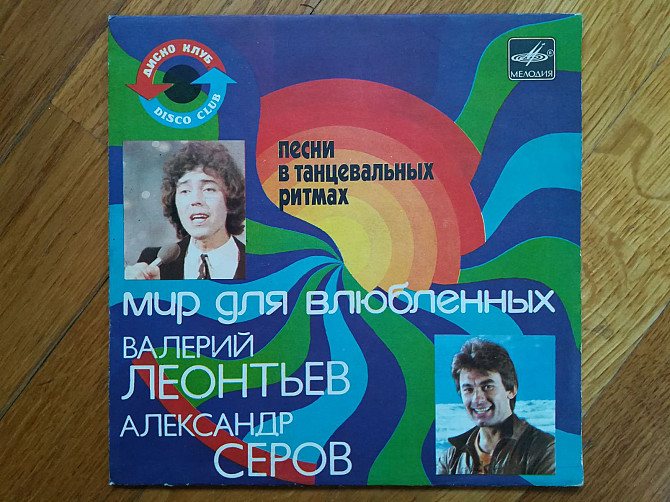 ДИСКО КЛУБ
DISCO CLUB
МЕЛОДИЯ
песни
в танцевальных
ритмах
мир для влюбленных
ВАЛЕРИЙ
ЛЕОНТЬЕВ
АЛЕКСАНДР
СЕРОВ